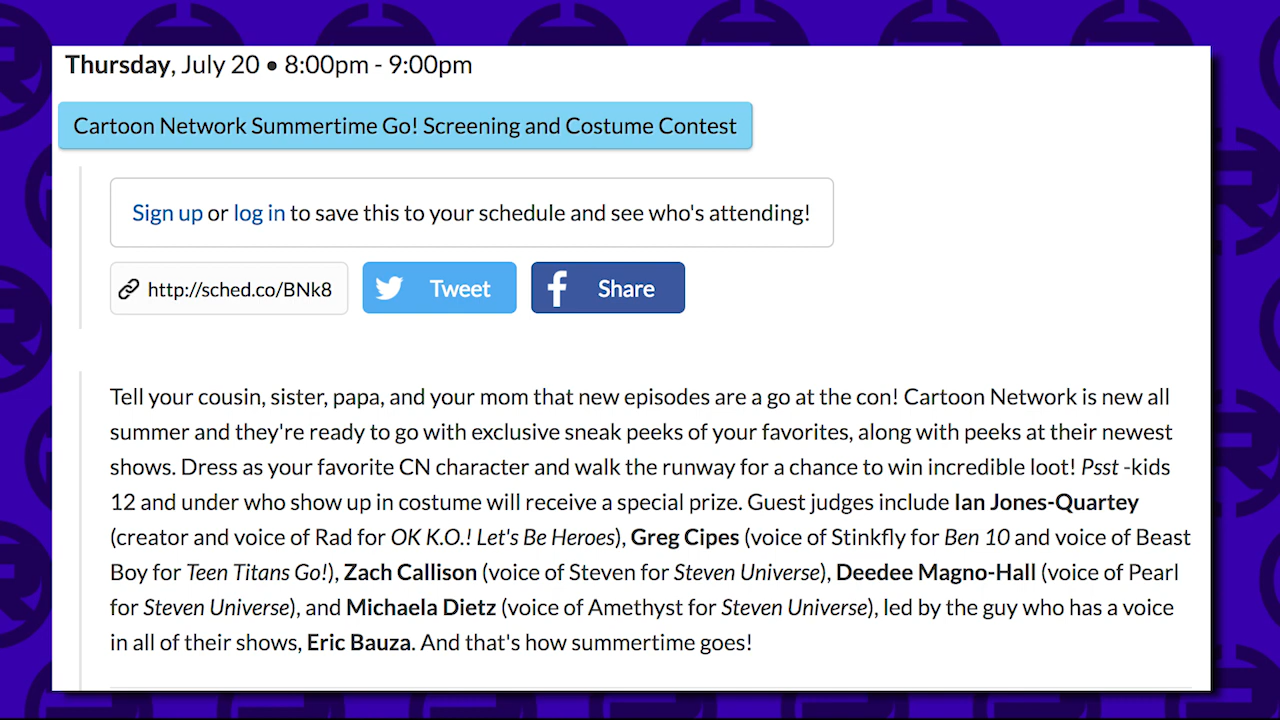 Thursday, July 20 • 8:00pm - 9:00pm
Cartoon Network Summertime Go! Screening and Costume Contest
Sign up or log in to save this to your schedule and see who's attending!
http://sched.co/BNk8 Tweet Share
Tell your cousin, sister, papa, and your mom that new episodes are a go at the con! Cartoon Network is new all
summer and they're ready to go with exclusive sneak peeks of your favorites, along with peeks at their newest
shows. Dress as your favorite CN character and walk the runway for a chance to win incredible loot! Psst -kids
12 and under who show up in costume will receive a special prize. Guest judges include Ian Jones-Quartey
(creator and voice of Rad for OK K.O.! Let's Be Heroes), Greg Cipes (voice of Stinkfly for Ben 10 and voice of Beast
Boy for Teen Titans Go!), Zach Callison (voice of Steven for Steven Universe), Deedee Magno-Hall (voice of Pearl
for Steven Universe), and Michaela Dietz (voice of Amethyst for Steven Universe), led by the guy who has a voice
in all of their shows, Eric Bauza. And that's how summertime goes!